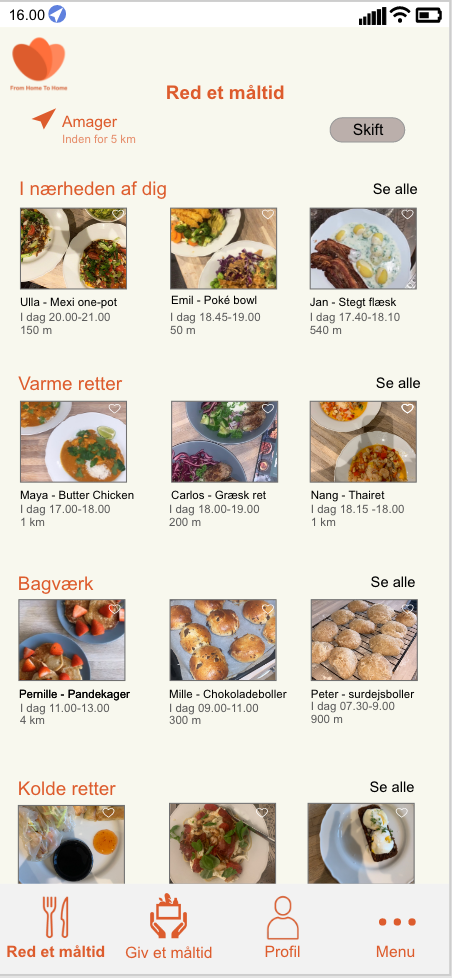 16.00
From Home To Home
Red et måltid
Amager
Inden for 5 km
Skift
I nærheden af dig
Se alle
Ulla - Mexi one-pot
I dag 20.00-21.00
150 m
Emil - Poké bowl
I dag 18.45-19.00
50 m
Jan - Stegt flæsk
I dag 17.40-18.10
540 m
Varme retter
Se alle
Maya - Butter Chicken
I dag 17.00-18.00
1 km
Carlos - Græsk ret
I dag 18.00-19.00
200 m
Nang - Thairet
I dag 18.15 -18.00
1 km
Bagværk
Se alle
Pernille - Pandekager
I dag 11.00-13.00
4 km
Mille - Chokoladeboller
I dag 09.00-11.00
300 m
Peter - surdejsboller
I dag 07.30-9.00
900 m
Kolde retter
Se alle
Red et måltid
Giv et måltid
Profil
Menu